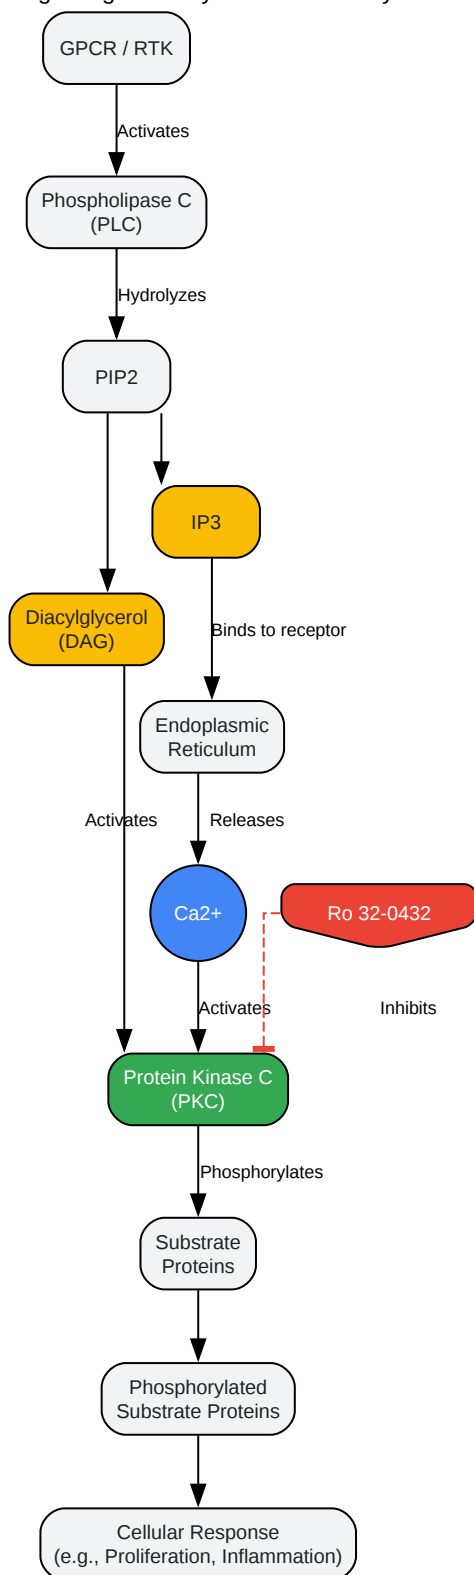 GPCR / RTK
Activates
Phospholipase C
(PLC)
Hydrolyzes
PIP2
IP3
Diacylglycerol
(DAG)
Binds to receptor
Endoplasmic
Reticulum
Activates
Releases
Ca2+
Ro 32-0432
Activates
Inhibits
Protein Kinase C
(PKC)
Phosphorylates
Substrate
Proteins
Phosphorylated
Substrate Proteins
Cellular Response
(e.g., Proliferation, Inflammation)